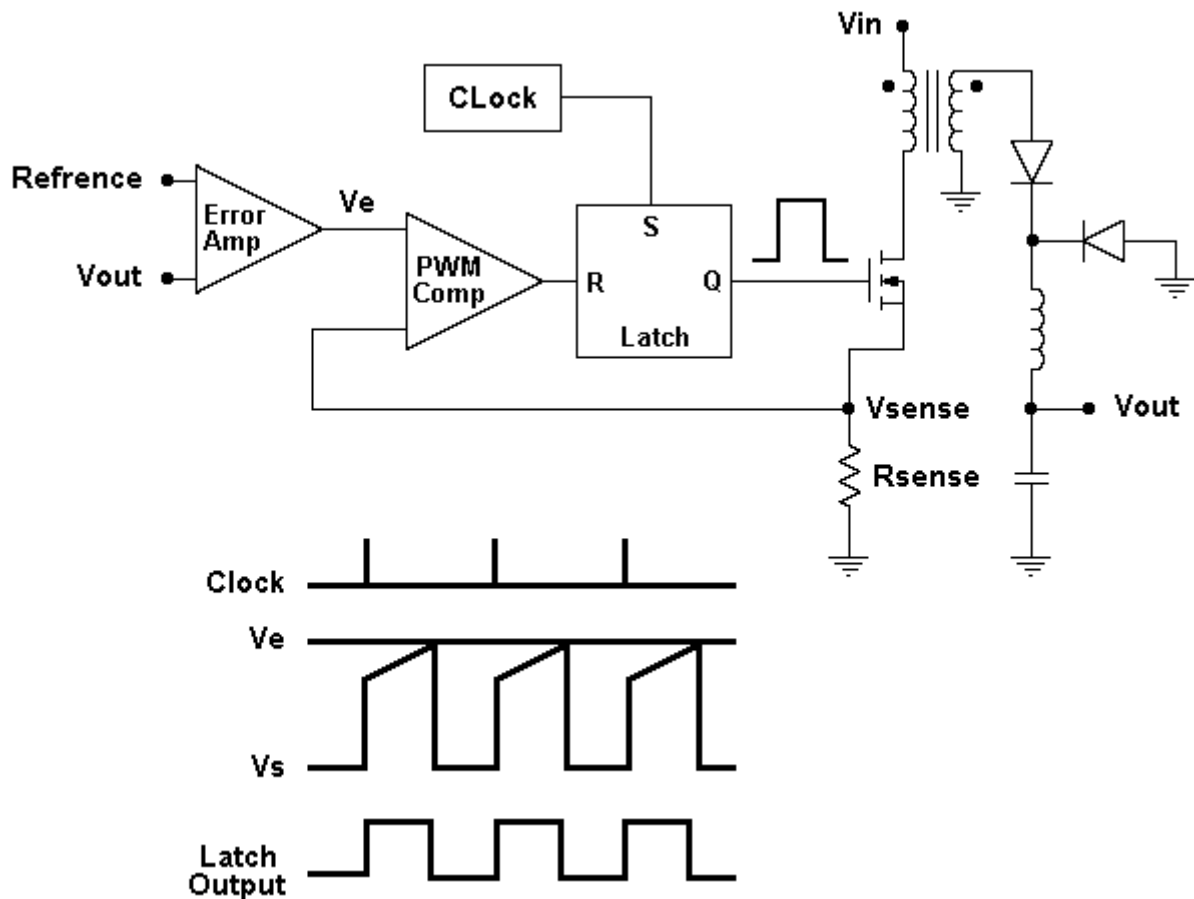 Vin
CLock
Refrence
Ve
Error
Amp
S
PWM
Comp
Vout
R
Q
Latch
Vsense
Vout
Rsense
Clock
Ve
Vs
Latch
Output